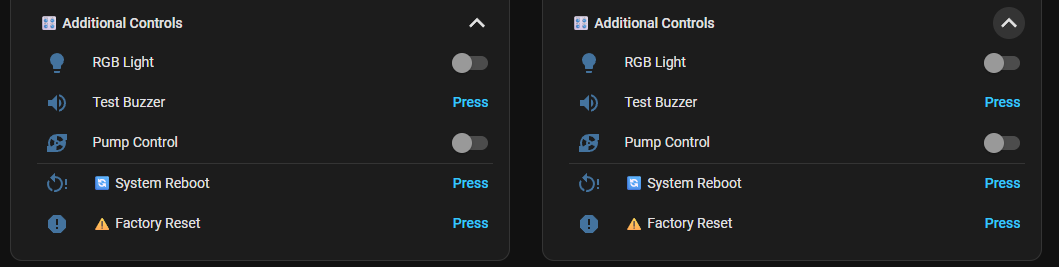 Additional Controls
RGB Light
Test Buzzer Press
Pump Control
System Reboot Press
Factory Reset Press
Additional Controls
RGB Light
Test Buzzer Press
Pump Control
System Reboot Press
Factory Reset Press